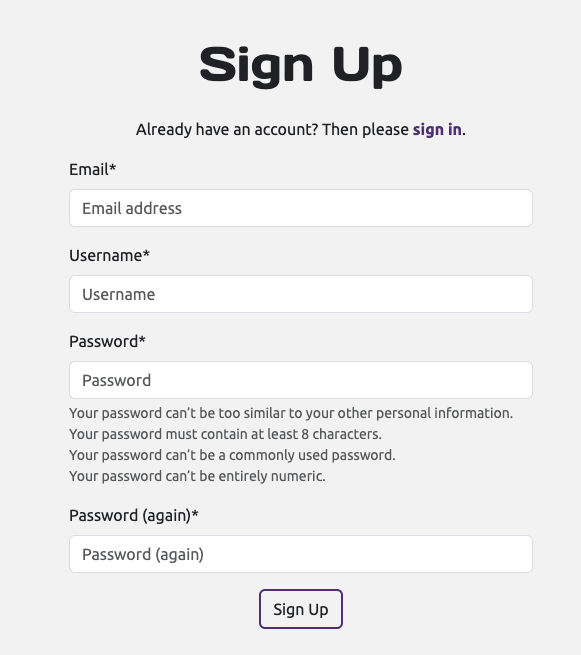 Sign Up
Already have an account? Then please sign in.
Email*
Email address
Username*
Username
Password*
Password
Your password can’t be too similar to your other personal information.
Your password must contain at least 8 characters.
Your password can’t be a commonly used password.
Your password can’t be entirely numeric.
Password (again)*
Password (again)
Sign Up